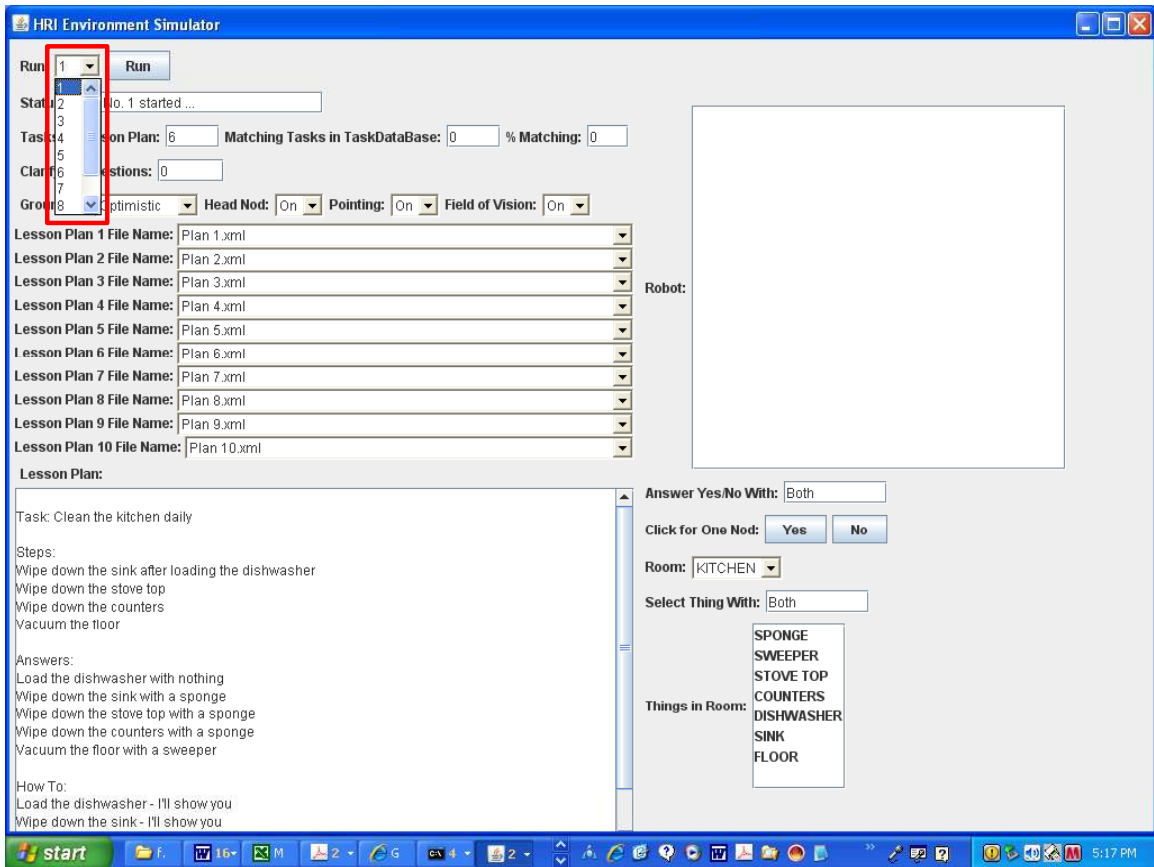 HRI Environment Simulator
Run 1 Run
1
2
3
4
5
6
7
8
Statu No. 1 started ...
Tasks son Plan: 6 Matching Tasks in TaskDataBase: 0 % Matching: 0
Clarify estions: 0
Groun Optimistic Head Nod: On Pointing: On Field of Vision: On
Lesson Plan 1 File Name: Plan 1.xml
Lesson Plan 2 File Name: Plan 2.xml
Lesson Plan 3 File Name: Plan 3.xml
Lesson Plan 4 File Name: Plan 4.xml
Lesson Plan 5 File Name: Plan 5.xml
Lesson Plan 6 File Name: Plan 6.xml
Lesson Plan 7 File Name: Plan 7.xml
Lesson Plan 8 File Name: Plan 8.xml
Lesson Plan 9 File Name: Plan 9.xml
Lesson Plan 10 File Name: Plan 10.xml
Lesson Plan:
Task: Clean the kitchen daily
Steps:
Wipe down the sink after loading the dishwasher
Wipe down the stove top
Wipe down the counters
Vacuum the floor
Answers:
Load the dishwasher with nothing
Wipe down the sink with a sponge
Wipe down the stove top with a sponge
Wipe down the counters with a sponge
Vacuum the floor with a sweeper
How To:
Load the dishwasher - I'll show you
Wipe down the sink - I'll show you
Robot:
Answer Yes/No With: Both
Click for One Nod: Yes No
Room: KITCHEN
Select Thing With: Both
Things in Room:
SPONGE
SWEEPER
STOVE TOP
COUNTERS
DISHWASHER
SINK
FLOOR
start F. 16 M 2 G 4 2 5:17 PM